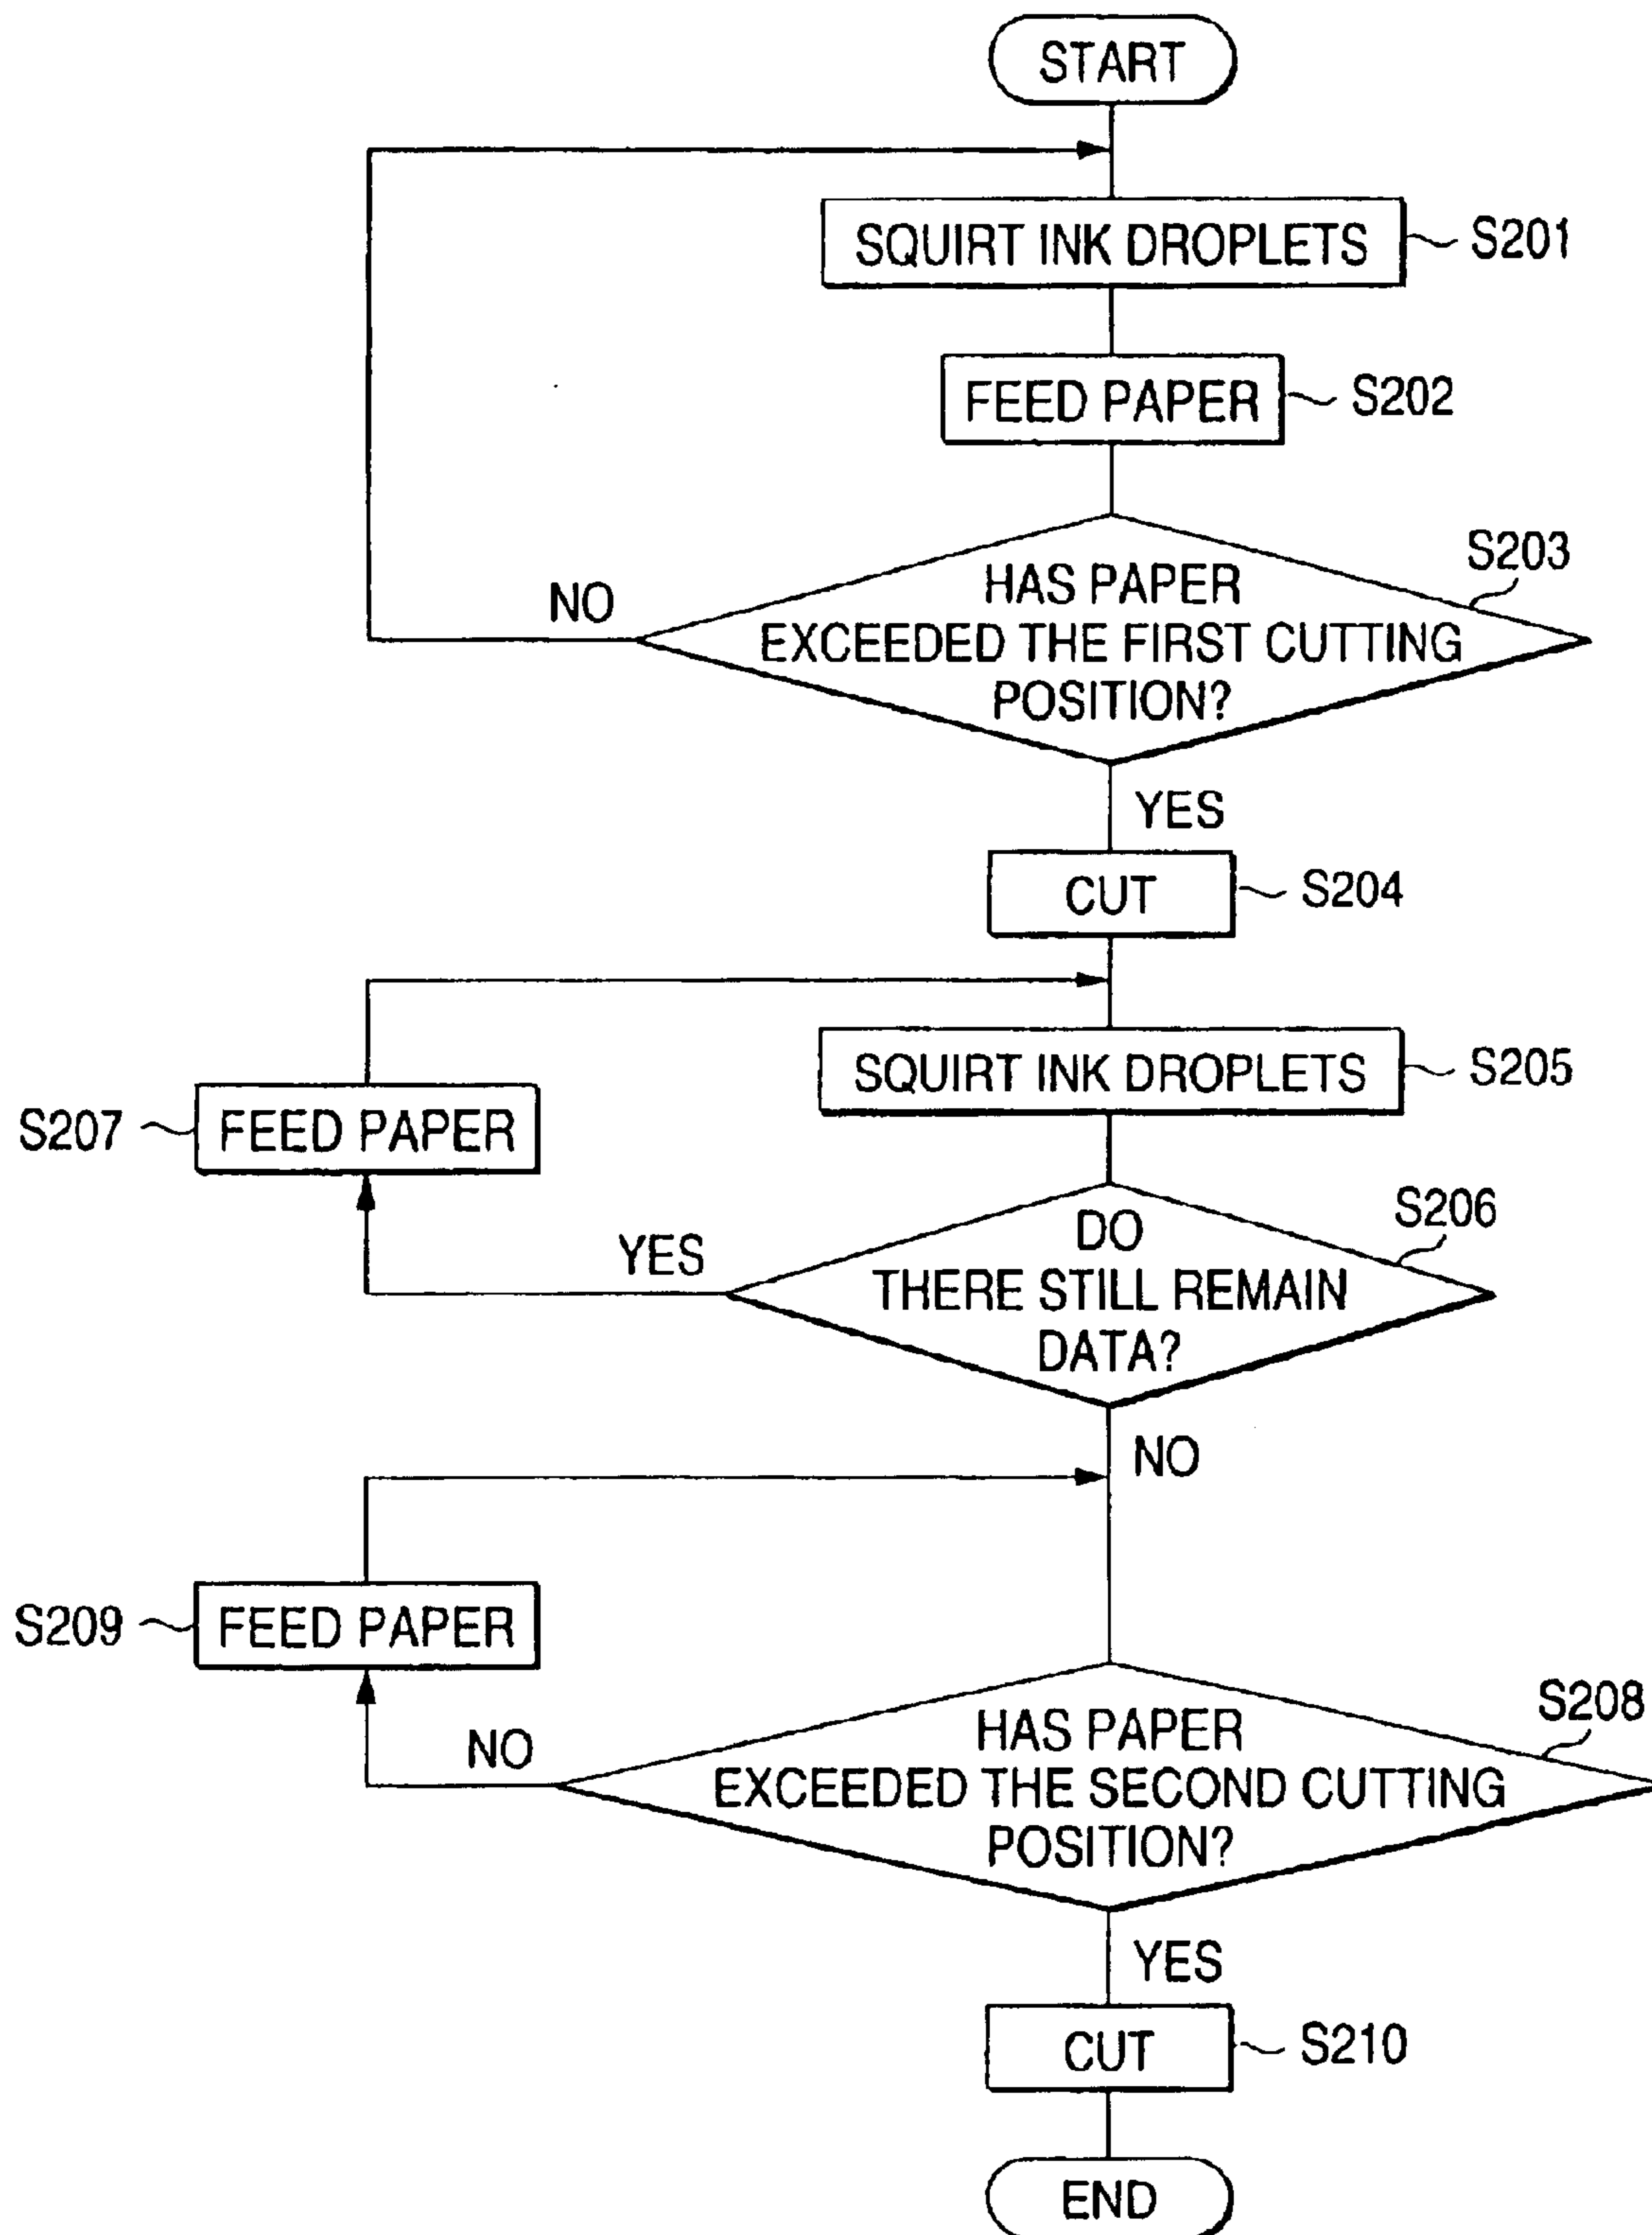 START
SQUIRT INK DROPLETS
S201
FEED PAPER
S202
S203
HAS PAPER
EXCEEDED THE FIRST CUTTING
POSITION?
NO
YES
CUT
S204
SQUIRT INK DROPLETS
S205
S207
FEED PAPER
S206
DO
THERE STILL REMAIN
DATA?
YES
NO
S209
FEED PAPER
S208
HAS PAPER
EXCEEDED THE SECOND CUTTING
POSITION?
NO
YES
CUT
S210
END